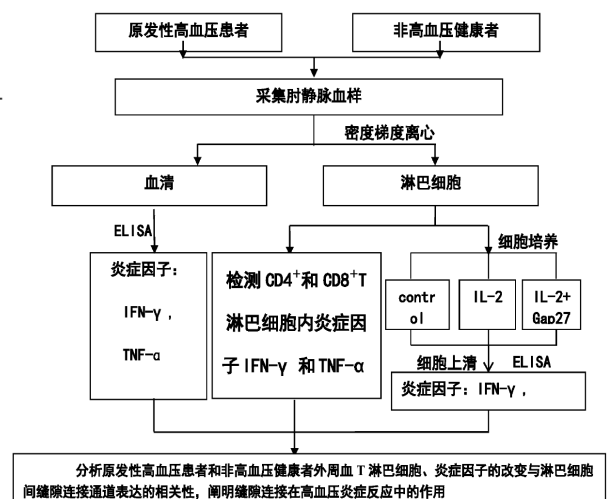 原发性高血压患者
非高血压健康者
采集肘静脉血样
密度梯度离心
血清
淋巴细胞
ELISA
细胞培养
炎症因子：
IFN-γ ,
TNF-α
检测 CD4⁺和 CD8⁺T
淋巴细胞内炎症因
子 IFN-γ 和 TNF-α
contr
ol
IL-2
IL-2+
Gap27
细胞上清 ELISA
炎症因子：IFN-γ ,
分析原发性高血压患者和非高血压健康者外周血 T 淋巴细胞、炎症因子的改变与淋巴细胞
间缝隙连接通道表达的相关性，阐明缝隙连接在高血压炎症反应中的作用